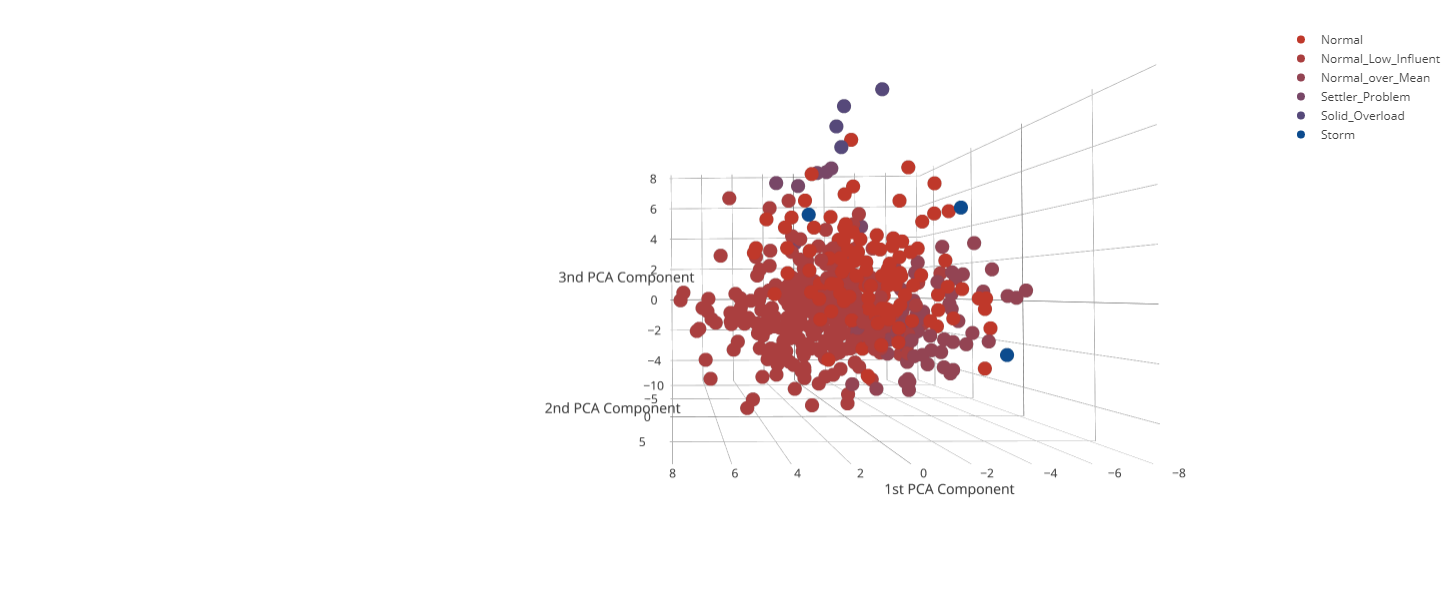 Normal
Normal_Low_Influent
Normal_over_Mean
Settler_Problem
Solid_Overload
Storm
8
6
4
2
3nd PCA Component
0
−2
−4
−10
−5
2nd PCA Component
0
5
8 6 4 2 0 −2 −4 −6 −8
1st PCA Component